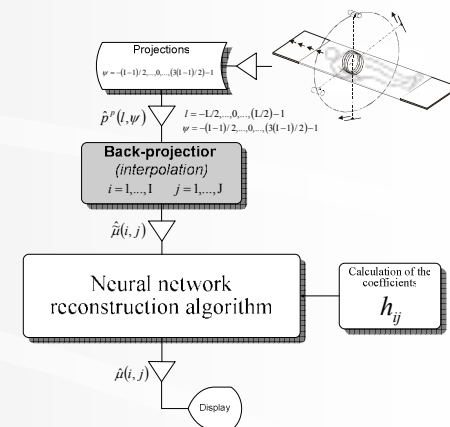 Projections
ψ=−(I−1)/2,...,0,...,(3(I−1)/2)−1
p̂ᵖ(l,ψ)
l=−L/2,...,0,...,(L/2)−1
ψ=−(I−1)/2,...,0,...,(3(I−1)/2)−1
Back-projection
(interpolation)
i=1,...,I j=1,...,J
μ̃̂(i,j)
Neural network
reconstruction algorithm
Calculation of the
coefficients
hᵢⱼ
μ̂(i,j)
Display